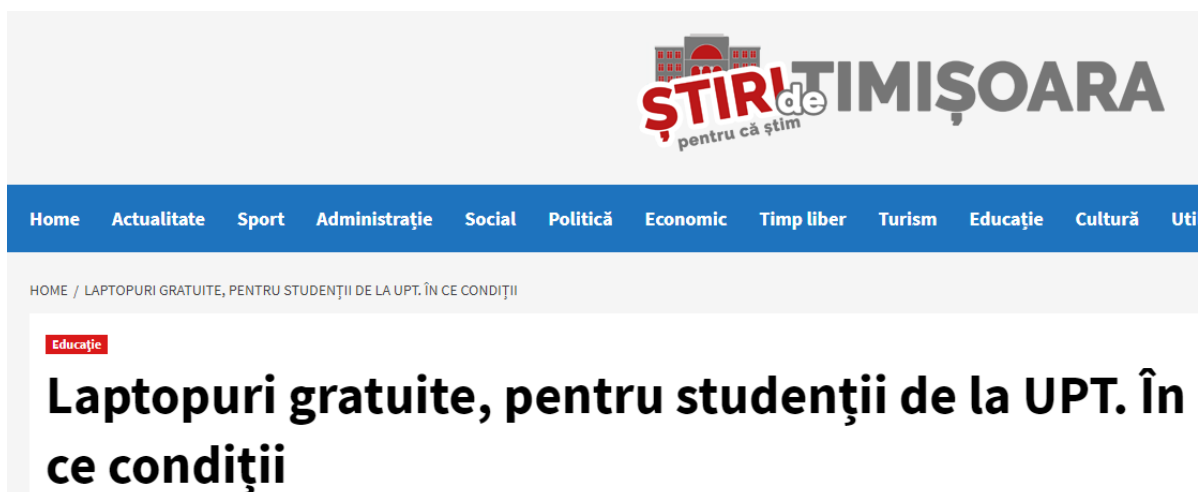 ȘTIRI de TIMIȘOARA
pentru că știm
Home Actualitate Sport Administrație Social Politică Economic Timp liber Turism Educație Cultură Uti
HOME / LAPTOPURI GRATUITE, PENTRU STUDENȚII DE LA UPT. ÎN CE CONDIȚII
Educaţie
Laptopuri gratuite, pentru studenții de la UPT. În
ce condiții